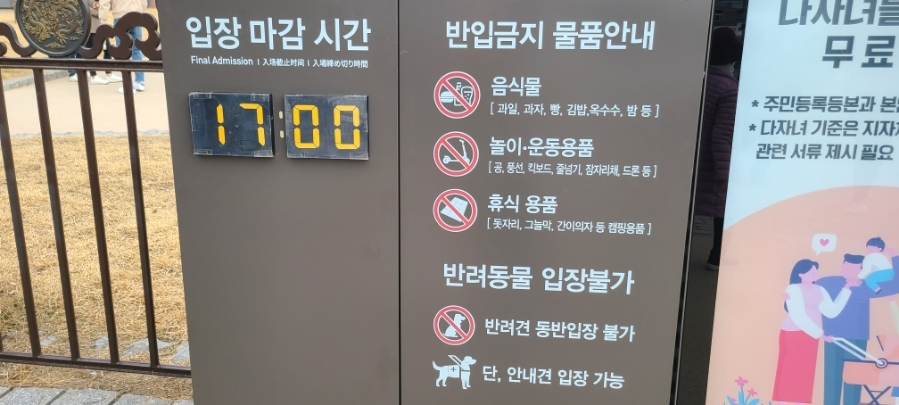 입장 마감 시간
Final Admission I 入场截止时间 I 入場締め切り時間
17:00
반입금지 물품안내
음식물
[ 과일, 과자, 빵, 김밥,옥수수, 밤 등 ]
놀이·운동용품
[ 공, 풍선, 킥보드, 줄넘기, 잠자리채, 드론 등 ]
휴식 용품
[ 돗자리, 그늘막, 간이의자 등 캠핑용품 ]
반려동물 입장불가
반려견 동반입장 불가
단, 안내견 입장 가능
다자녀
무료
* 주민등록등본과
* 다자녀 기준은
관련 서류 제시 필요